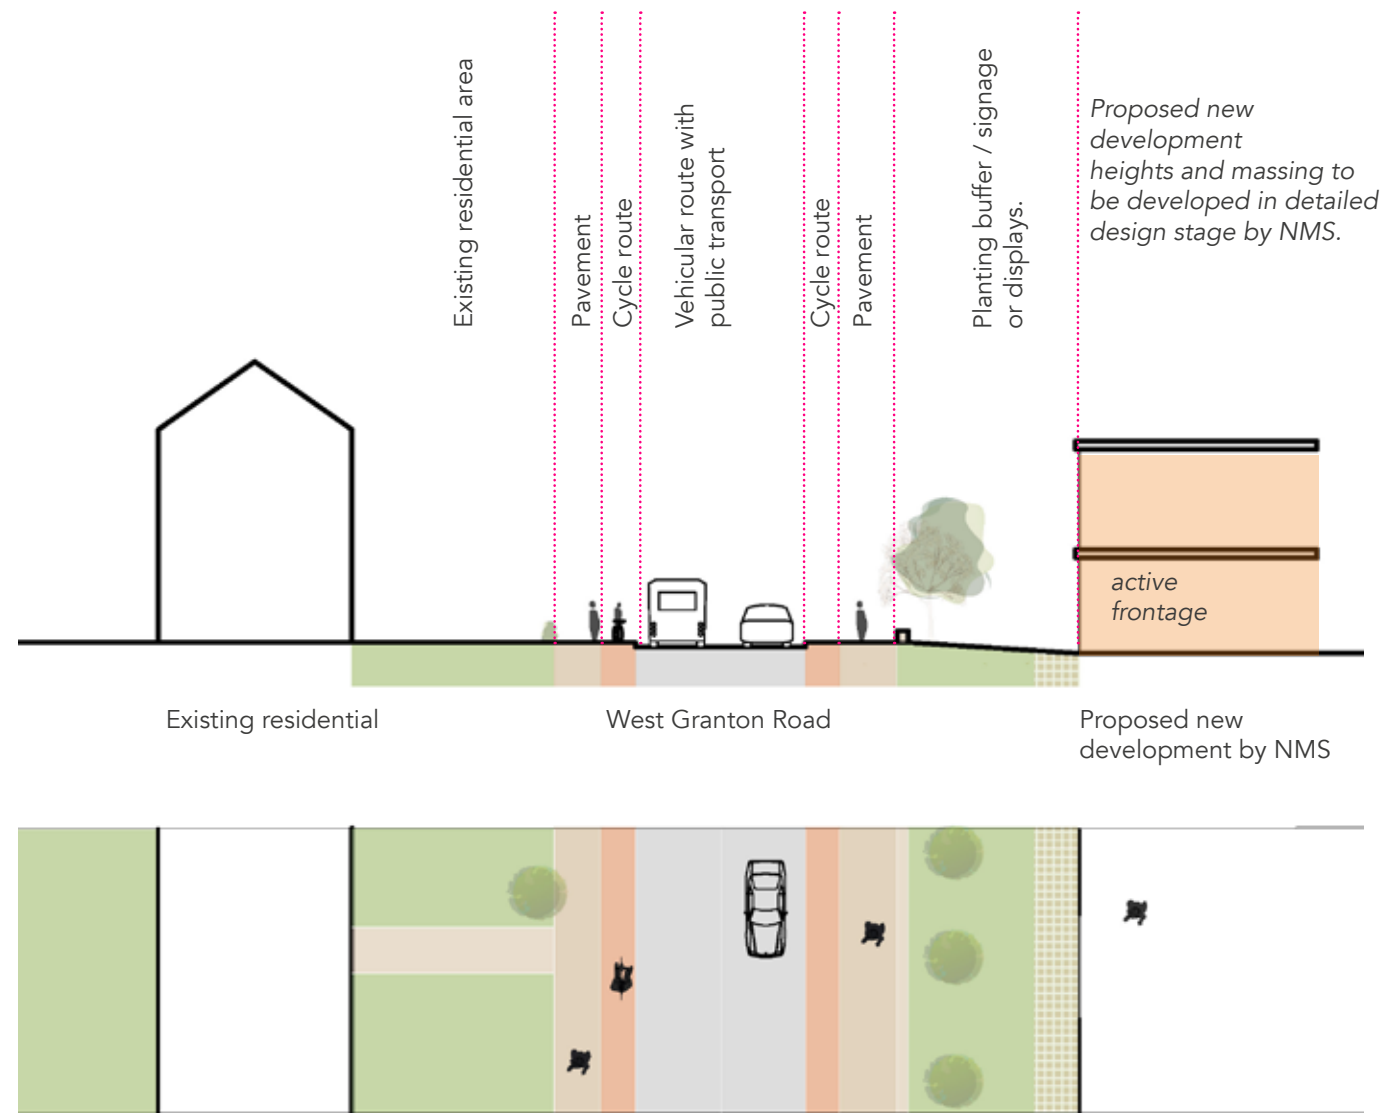 Existing residential area
Pavement
Cycle route
Vehicular route with
public transport
Cycle route
Pavement
Planting buffer / signage
or displays.
Proposed new
development
heights and massing to
be developed in detailed
design stage by NMS.
active
frontage
Existing residential
West Granton Road
Proposed new
development by NMS